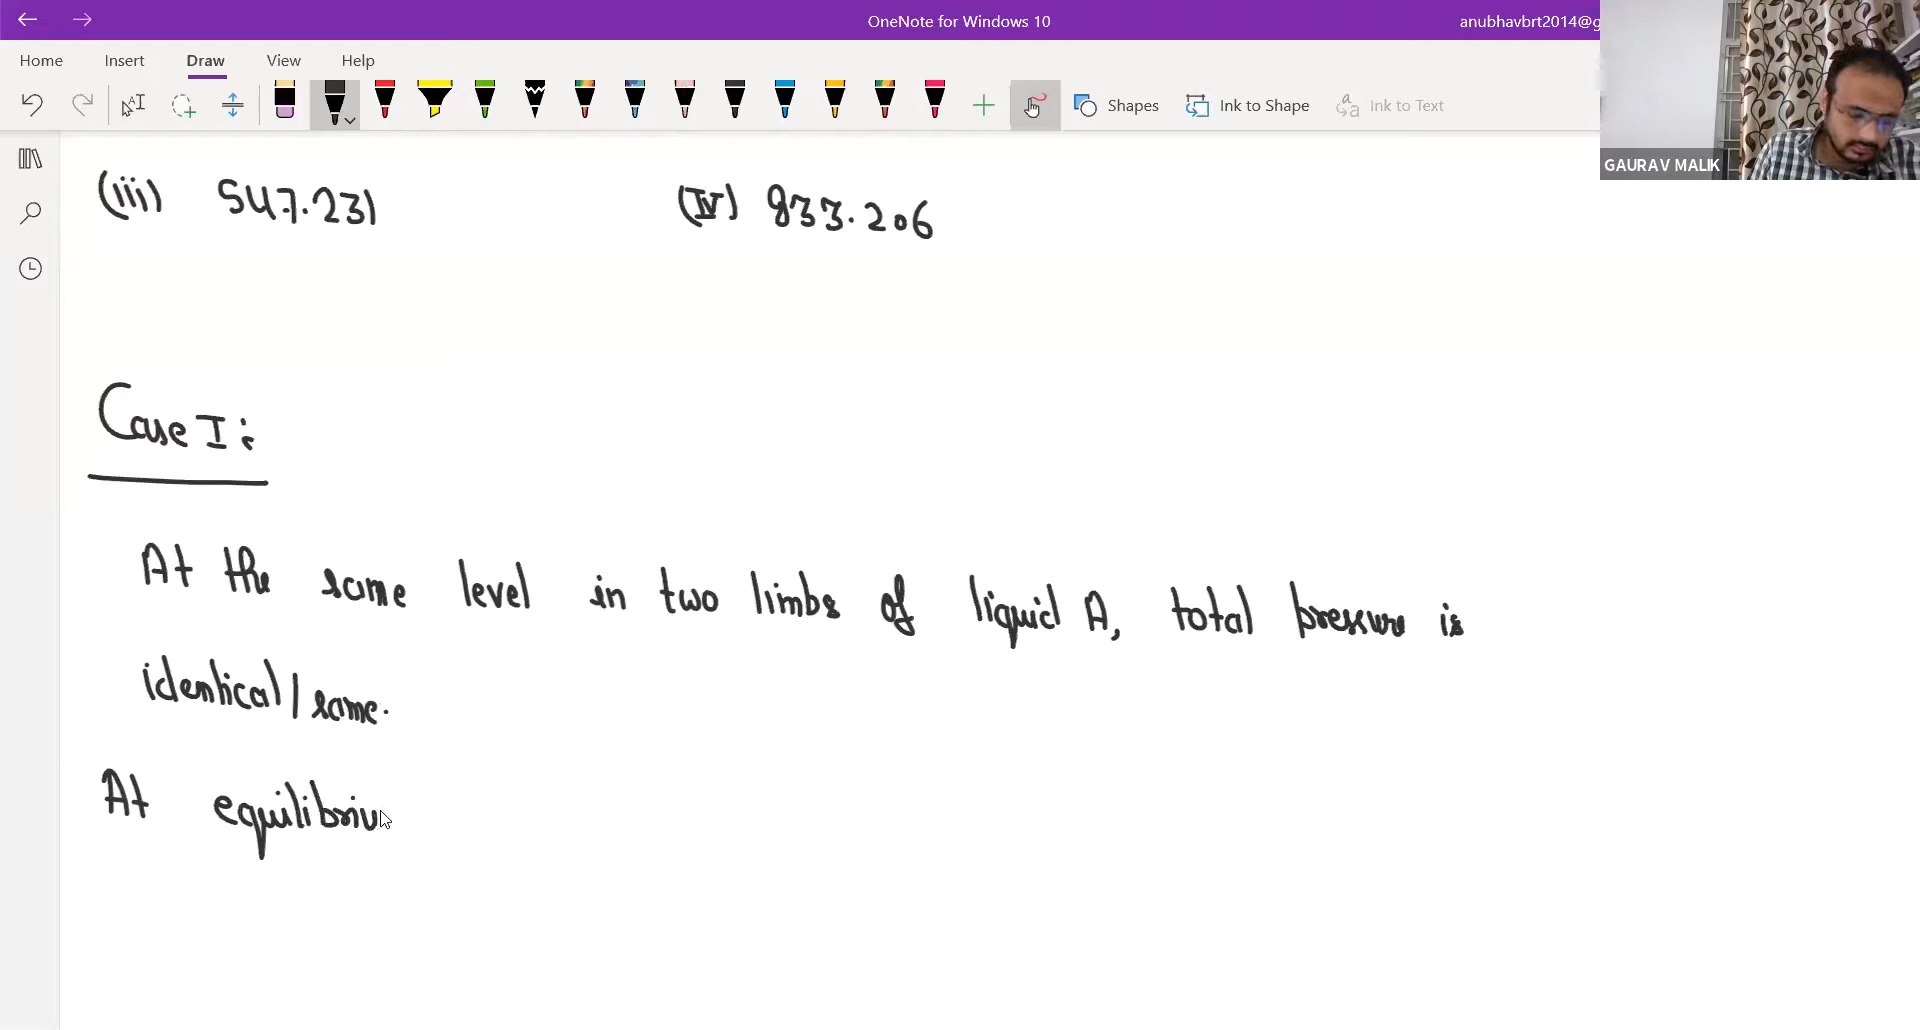 OneNote for Windows 10
anubhavbrt2014@g
Home Insert Draw View Help
Shapes Ink to Shape Ink to Text
GAURAV MALIK
(iii) 547.231 (IV) 833.206
Case I:
At the same level in two limbs of liquid A, total pressure is
identical/same.
At equilibriu